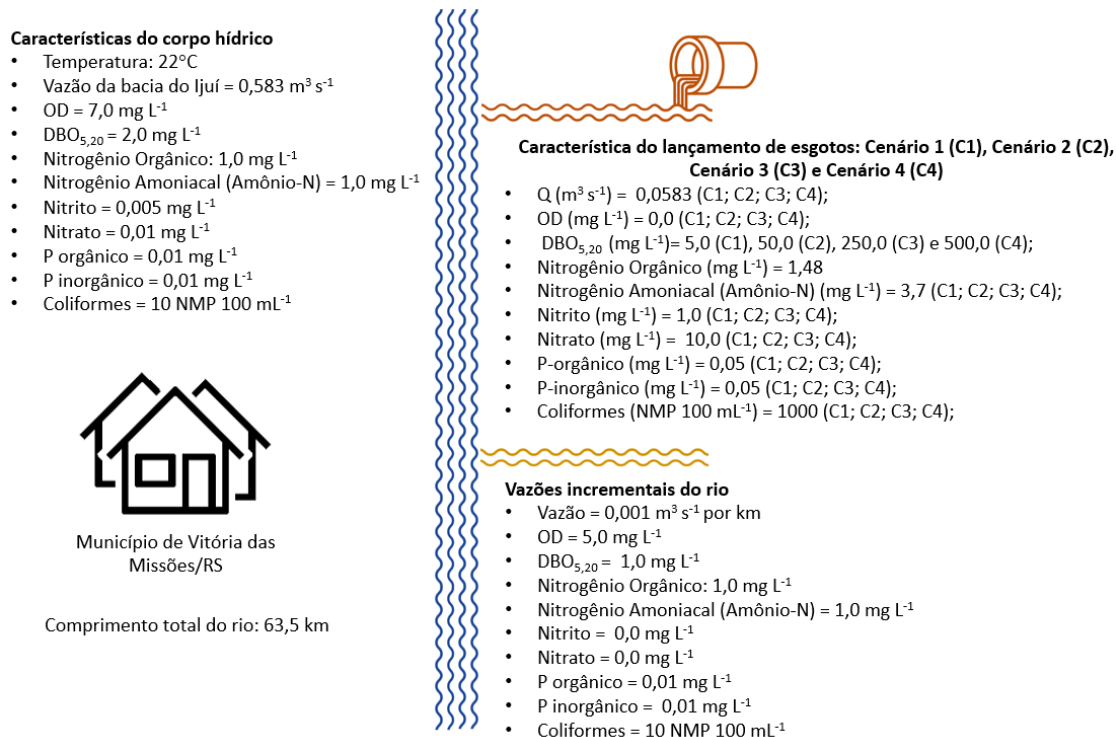 Características do corpo hídrico
• Temperatura: 22°C
• Vazão da bacia do Ijuí = 0,583 m³ s⁻¹
• OD = 7,0 mg L⁻¹
• DBO₅,₂₀ = 2,0 mg L⁻¹
• Nitrogênio Orgânico: 1,0 mg L⁻¹
• Nitrogênio Amoniacal (Amônio-N) = 1,0 mg L⁻¹
• Nitrito = 0,005 mg L⁻¹
• Nitrato = 0,01 mg L⁻¹
• P orgânico = 0,01 mg L⁻¹
• P inorgânico = 0,01 mg L⁻¹
• Coliformes = 10 NMP 100 mL⁻¹
Município de Vitória das
Missões/RS
Comprimento total do rio: 63,5 km
Característica do lançamento de esgotos: Cenário 1 (C1), Cenário 2 (C2),
Cenário 3 (C3) e Cenário 4 (C4)
• Q (m³ s⁻¹) = 0,0583 (C1; C2; C3; C4);
• OD (mg L⁻¹) = 0,0 (C1; C2; C3; C4);
• DBO₅,₂₀ (mg L⁻¹)= 5,0 (C1), 50,0 (C2), 250,0 (C3) e 500,0 (C4);
• Nitrogênio Orgânico (mg L⁻¹) = 1,48
• Nitrogênio Amoniacal (Amônio-N) (mg L⁻¹) = 3,7 (C1; C2; C3; C4);
• Nitrito (mg L⁻¹) = 1,0 (C1; C2; C3; C4);
• Nitrato (mg L⁻¹) = 10,0 (C1; C2; C3; C4);
• P-orgânico (mg L⁻¹) = 0,05 (C1; C2; C3; C4);
• P-inorgânico (mg L⁻¹) = 0,05 (C1; C2; C3; C4);
• Coliformes (NMP 100 mL⁻¹) = 1000 (C1; C2; C3; C4);
Vazões incrementais do rio
• Vazão = 0,001 m³ s⁻¹ por km
• OD = 5,0 mg L⁻¹
• DBO₅,₂₀ = 1,0 mg L⁻¹
• Nitrogênio Orgânico: 1,0 mg L⁻¹
• Nitrogênio Amoniacal (Amônio-N) = 1,0 mg L⁻¹
• Nitrito = 0,0 mg L⁻¹
• Nitrato = 0,0 mg L⁻¹
• P orgânico = 0,01 mg L⁻¹
• P inorgânico = 0,01 mg L⁻¹
• Coliformes = 10 NMP 100 mL⁻¹